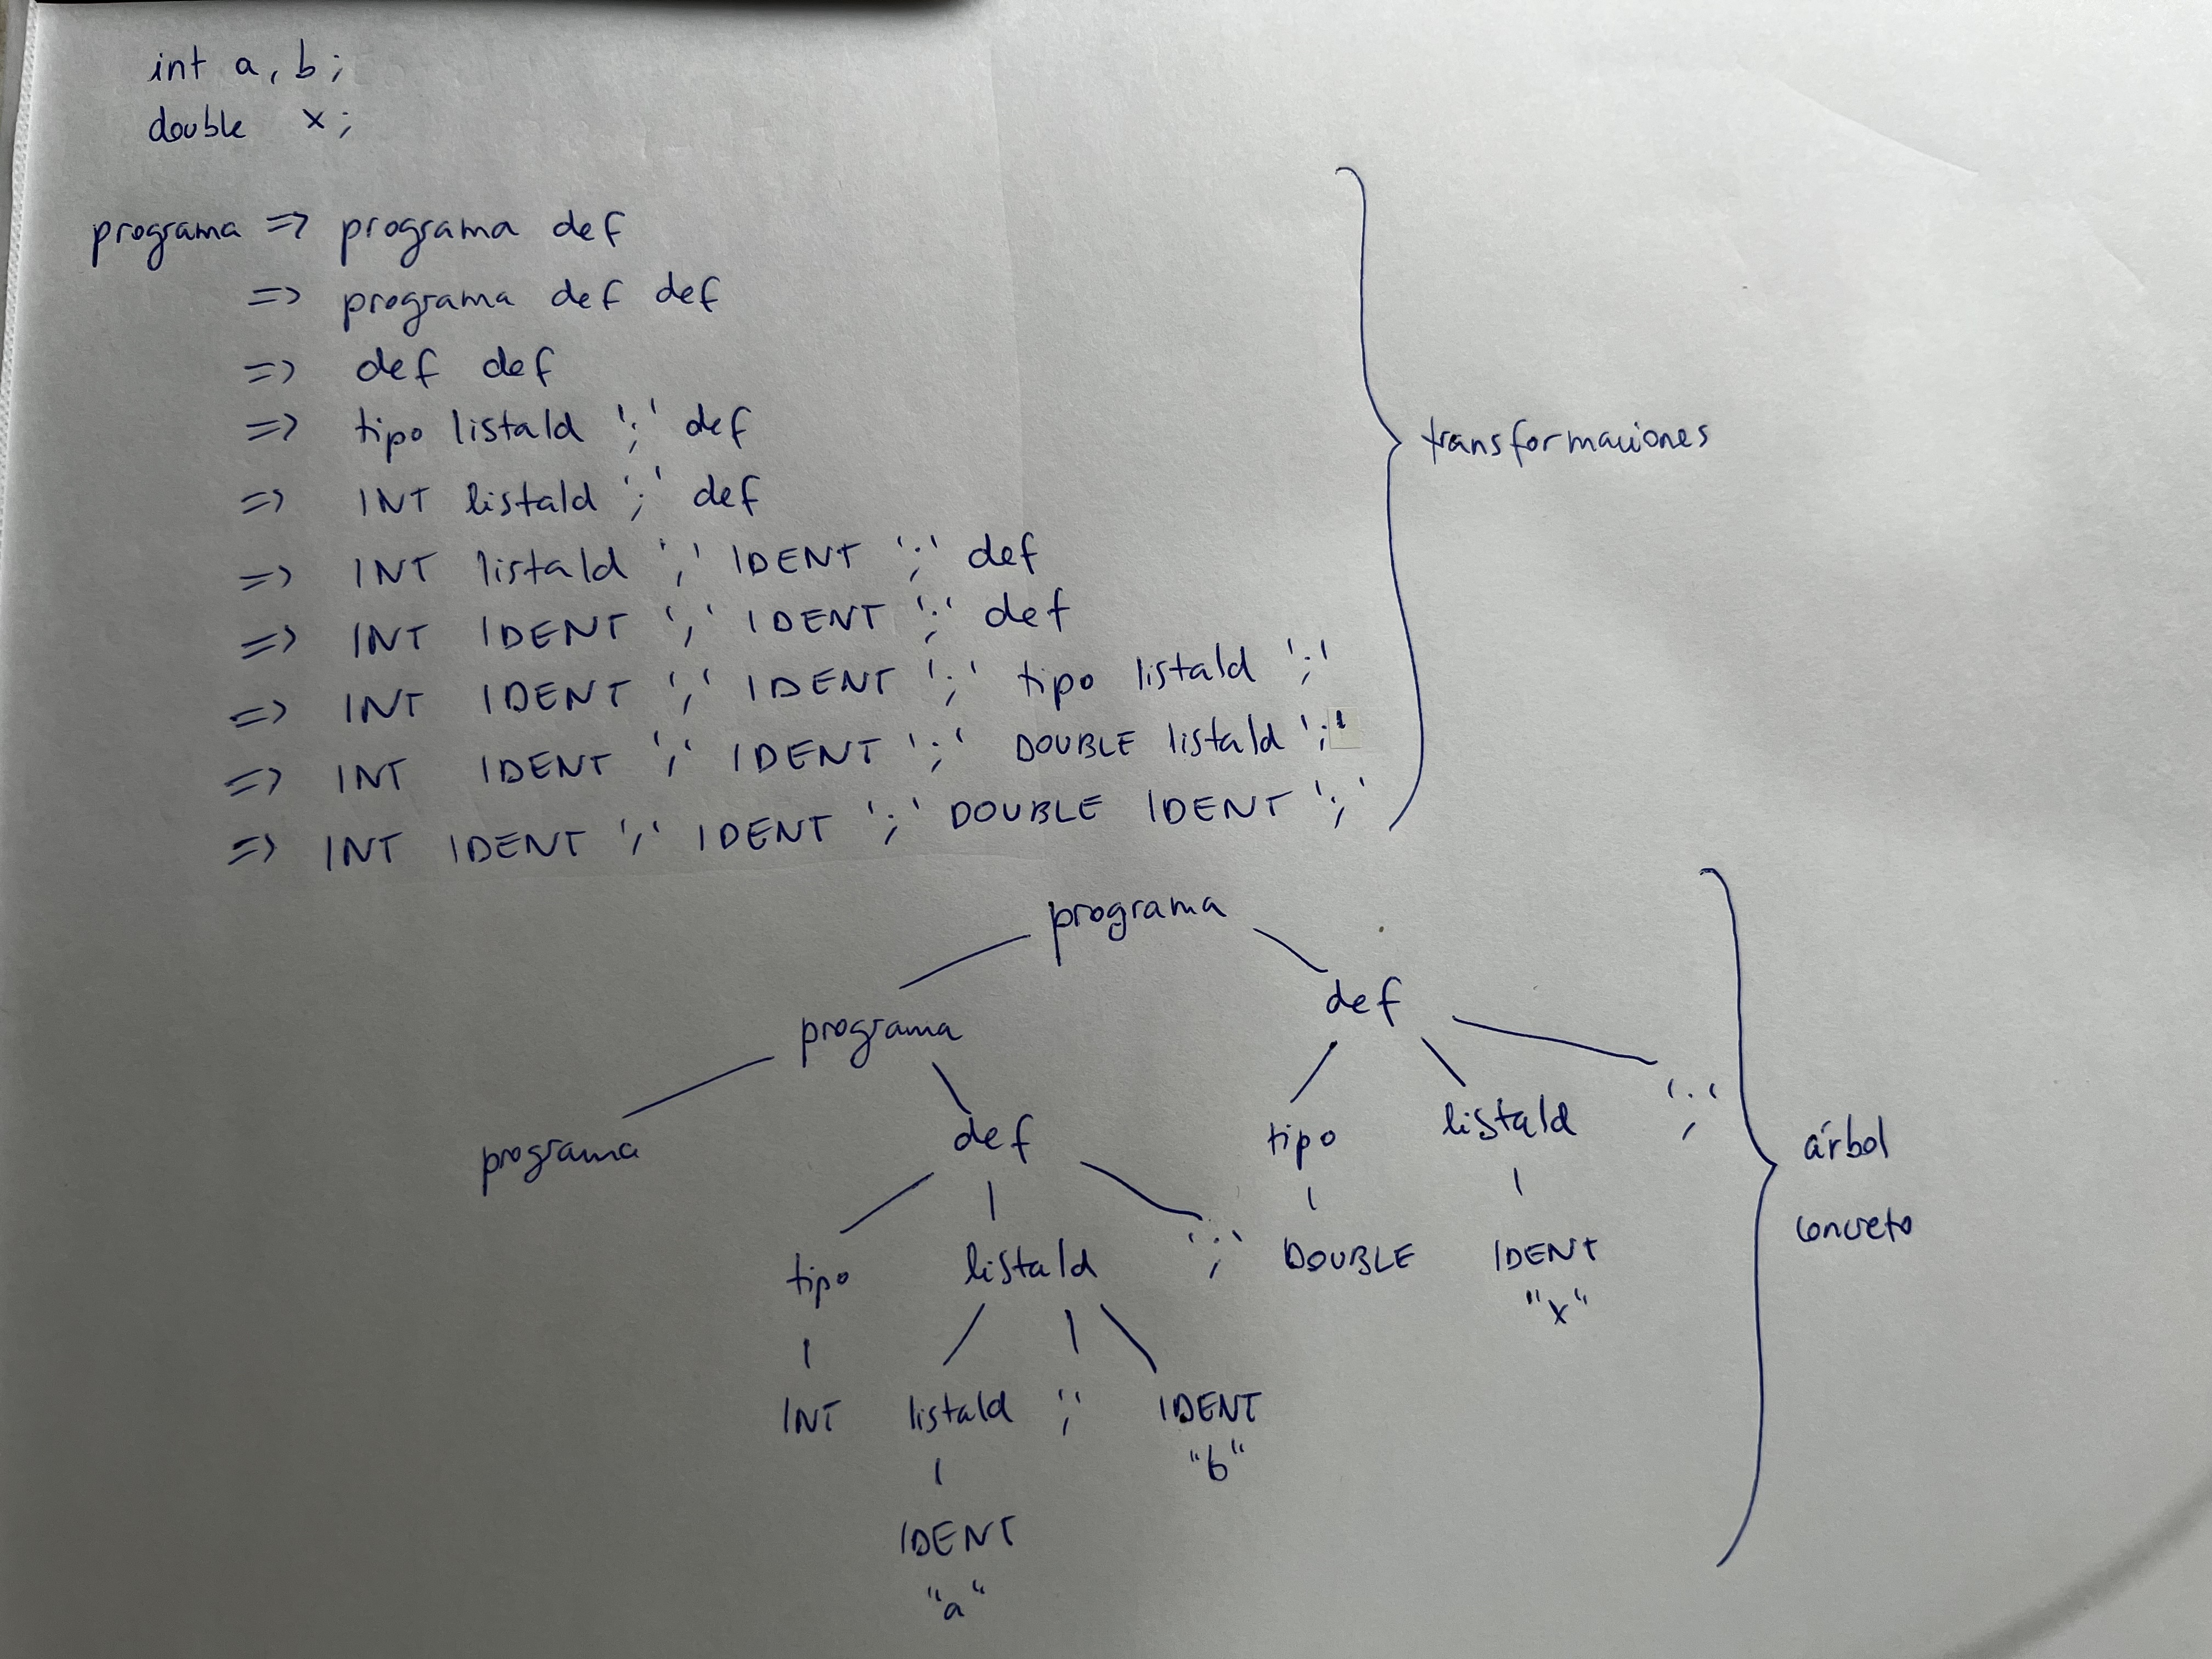 int a, b;
double x;
programa => programa def
=> programa def def
=> def def
=> tipo listaId ';' def
=> INT listaId ';' def
=> INT listaId ',' IDENT ';' def
=> INT IDENT ',' IDENT ';' def
=> INT IDENT ',' IDENT ';' tipo listaId ';'
=> INT IDENT ',' IDENT ';' DOUBLE listaId ';'
=> INT IDENT ',' IDENT ';' DOUBLE IDENT ';'
transformaciones
programa
programa def
programa def tipo listaId ';'
tipo listaId ';' DOUBLE IDENT
"x"
INT listaId ',' IDENT
"b"
IDENT
"a"
árbol
concreto